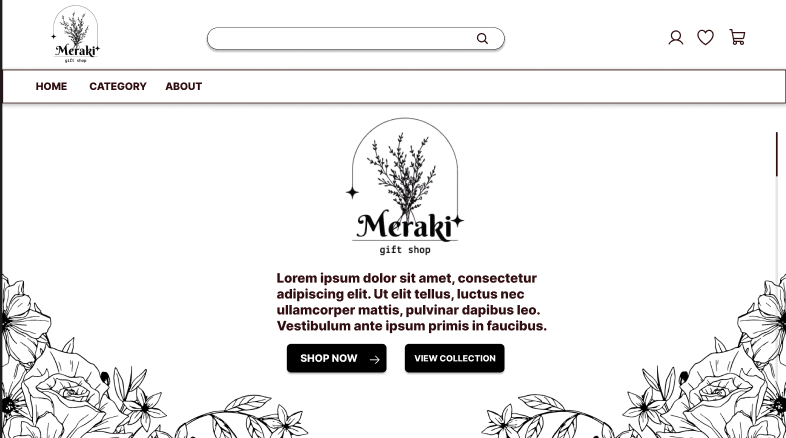 Meraki
gift shop
HOME CATEGORY ABOUT
Meraki
gift shop
Lorem ipsum dolor sit amet, consectetur
adipiscing elit. Ut elit tellus, luctus nec
ullamcorper mattis, pulvinar dapibus leo.
Vestibulum ante ipsum primis in faucibus.
SHOP NOW → VIEW COLLECTION